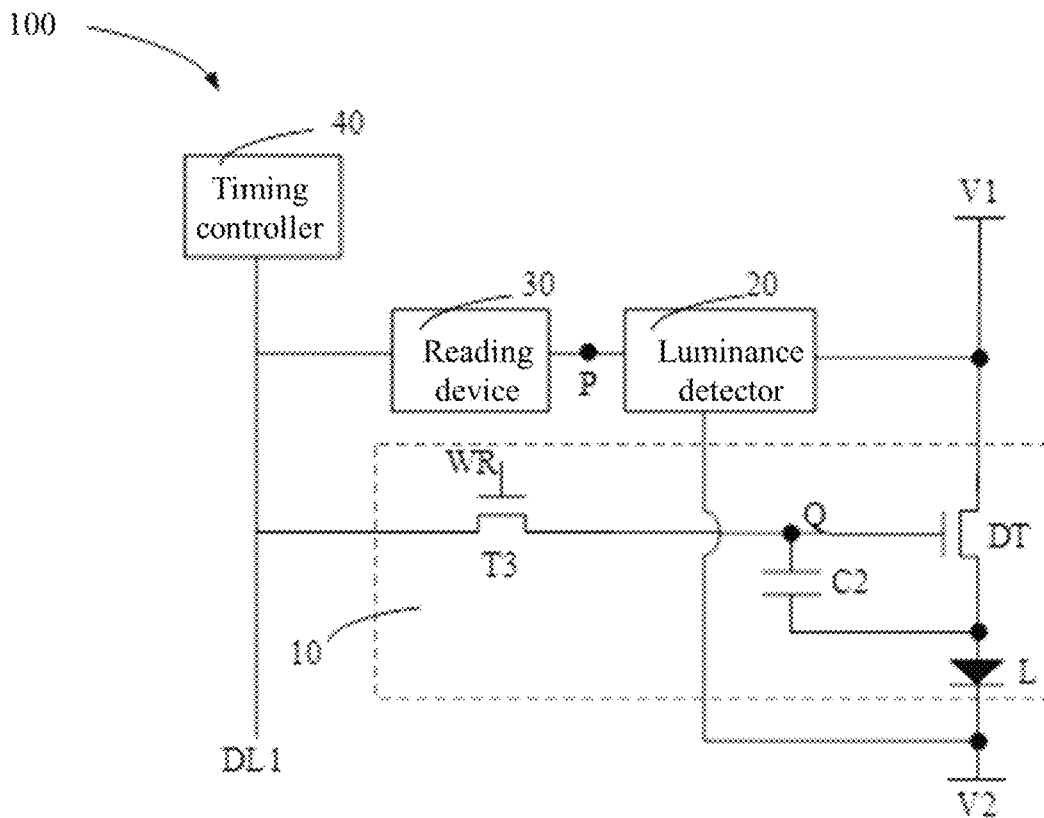 100
40
Timing
controller
V1
30
20
Reading
device
P
Luminance
detector
WR
Q
DT
T3
C2
10
L
DL1
V2